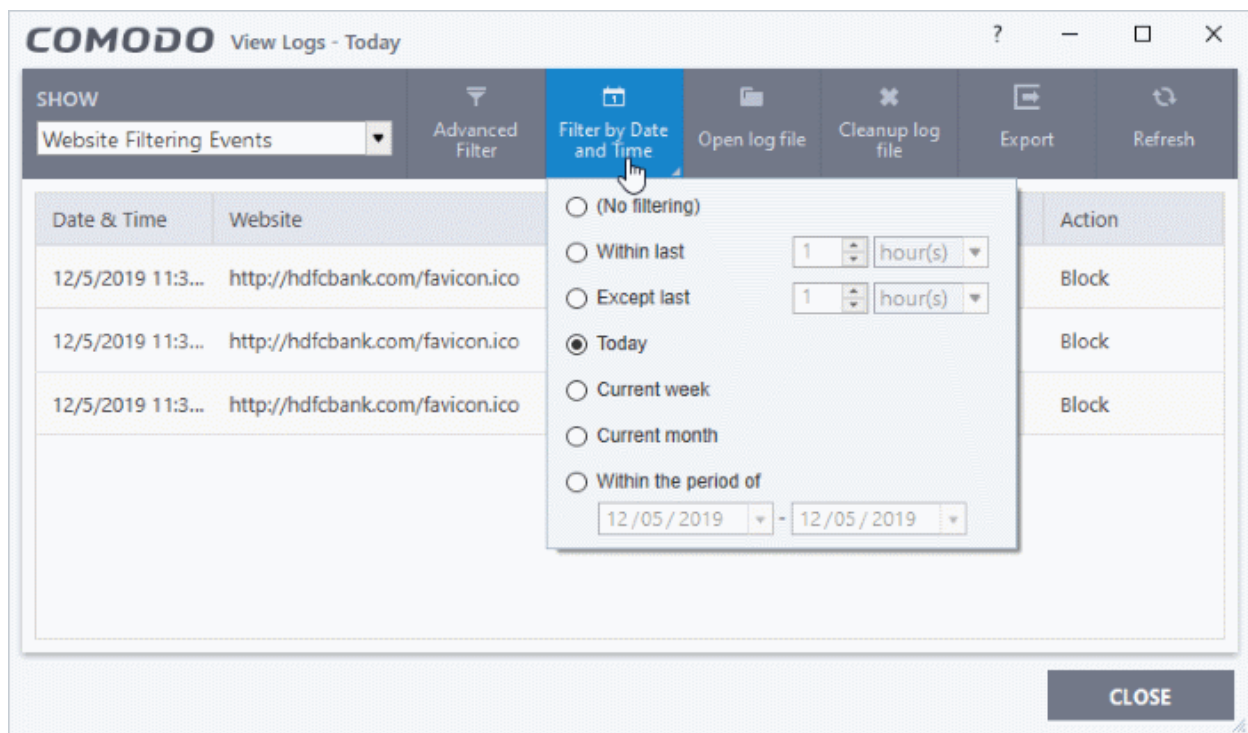 COMODO View Logs - Today
?
SHOW
Website Filtering Events
Advanced
Filter
Filter by Date
and Time
Open log file
Cleanup log
file
Export
Refresh
Date & Time Website Action
12/5/2019 11:3... http://hdfcbank.com/favicon.ico Block
12/5/2019 11:3... http://hdfcbank.com/favicon.ico Block
12/5/2019 11:3... http://hdfcbank.com/favicon.ico Block
(No filtering)
Within last 1 hour(s)
Except last 1 hour(s)
Today
Current week
Current month
Within the period of
12/05/2019 - 12/05/2019
CLOSE